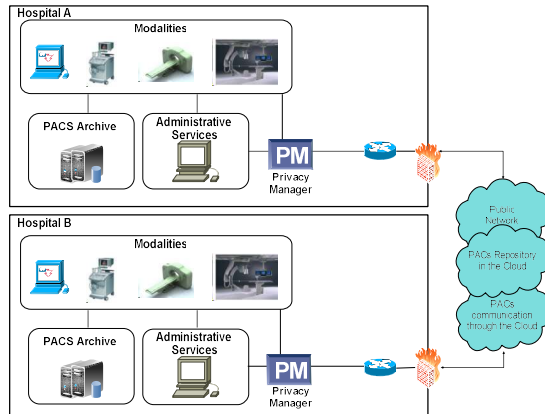 Hospital A
Modalities
PACS Archive
Administrative
Services
PM
Privacy
Manager
Public
Network
PACs Repository
in the Cloud
PACs
communication
through the Cloud
Hospital B
Modalities
PACS Archive
Administrative
Services
PM
Privacy
Manager